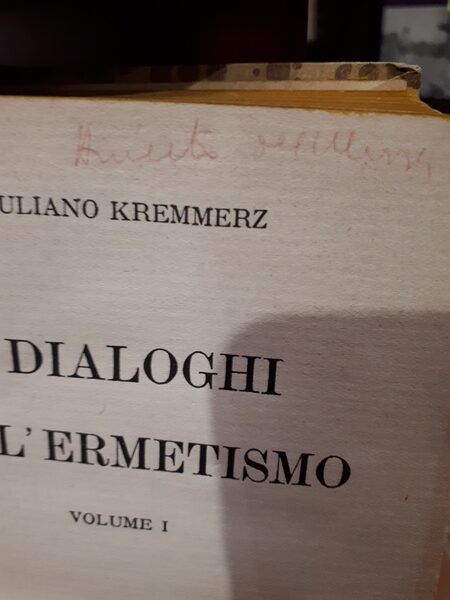 ULIANO KREMMERZ
DIALOGHI
L'ERMETISMO
VOLUME I